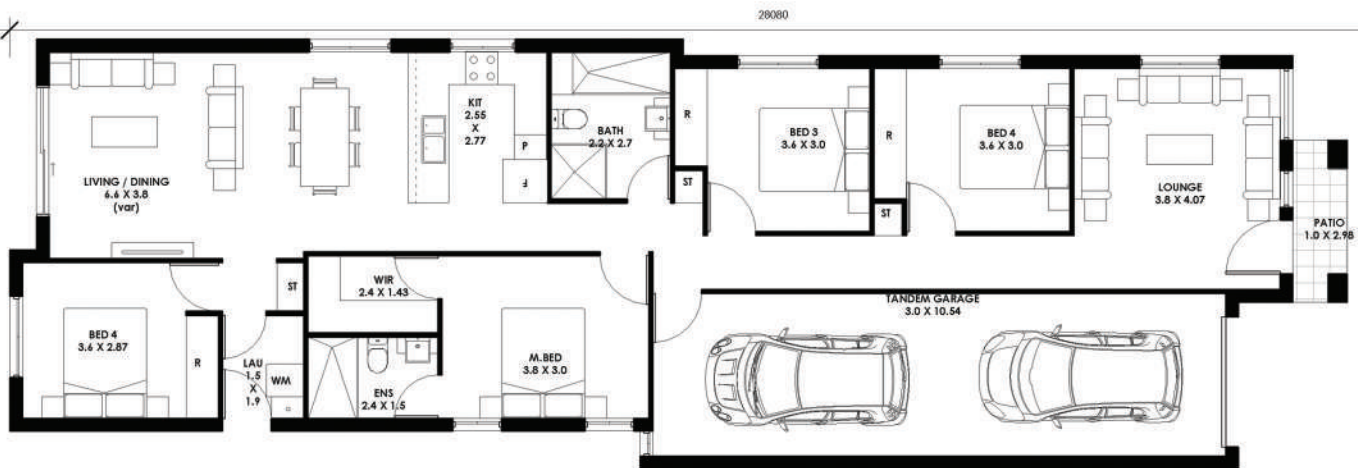 28080
KIT
2.55
X
2.77
P
F
BATH
2.2 X 2.7
R
BED 3
3.6 X 3.0
ST
R
BED 4
3.6 X 3.0
ST
LOUNGE
3.8 X 4.07
PATIO
1.0 X 2.98
LIVING / DINING
6.6 X 3.8
(var)
BED 4
3.6 X 2.87
R
ST
LAU
1.5
X
1.9
WM
WIR
2.4 X 1.43
ENS
2.4 X 1.5
M.BED
3.8 X 3.0
TANDEM GARAGE
3.0 X 10.54